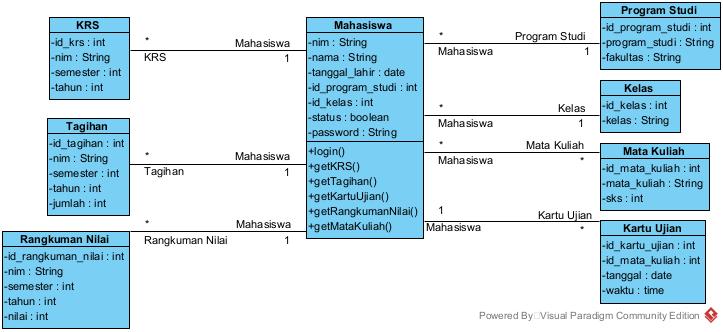 KRS
-id_krs : int
-nim : String
-semester : int
-tahun : int
*
KRS
Mahasiswa
1
Tagihan
-id_tagihan : int
-nim : String
-semester : int
-tahun : int
-jumlah : int
*
Tagihan
Mahasiswa
1
Rangkuman Nilai
-id_rangkuman_nilai : int
-nim : String
-semester : int
-tahun : int
-nilai : int
*
Rangkuman Nilai
Mahasiswa
1
Mahasiswa
-nim : String
-nama : String
-tanggal_lahir : date
-id_program_studi : int
-id_kelas : int
-status : boolean
-password : String
+login()
+getKRS()
+getTagihan()
+getKartuUjian()
+getRangkumanNilai()
+getMataKuliah()
*
Mahasiswa
Program Studi
1
Program Studi
-id_program_studi : int
-program_studi : String
-fakultas : String
*
Mahasiswa
Kelas
1
Kelas
-id_kelas : int
-kelas : String
*
Mahasiswa
Mata Kuliah
*
Mata Kuliah
-id_mata_kuliah : int
-mata_kuliah : String
-sks : int
1
Mahasiswa
Kartu Ujian
*
Kartu Ujian
-id_kartu_ujian : int
-id_mata_kuliah : int
-tanggal : date
-waktu : time
Powered By Visual Paradigm Community Edition